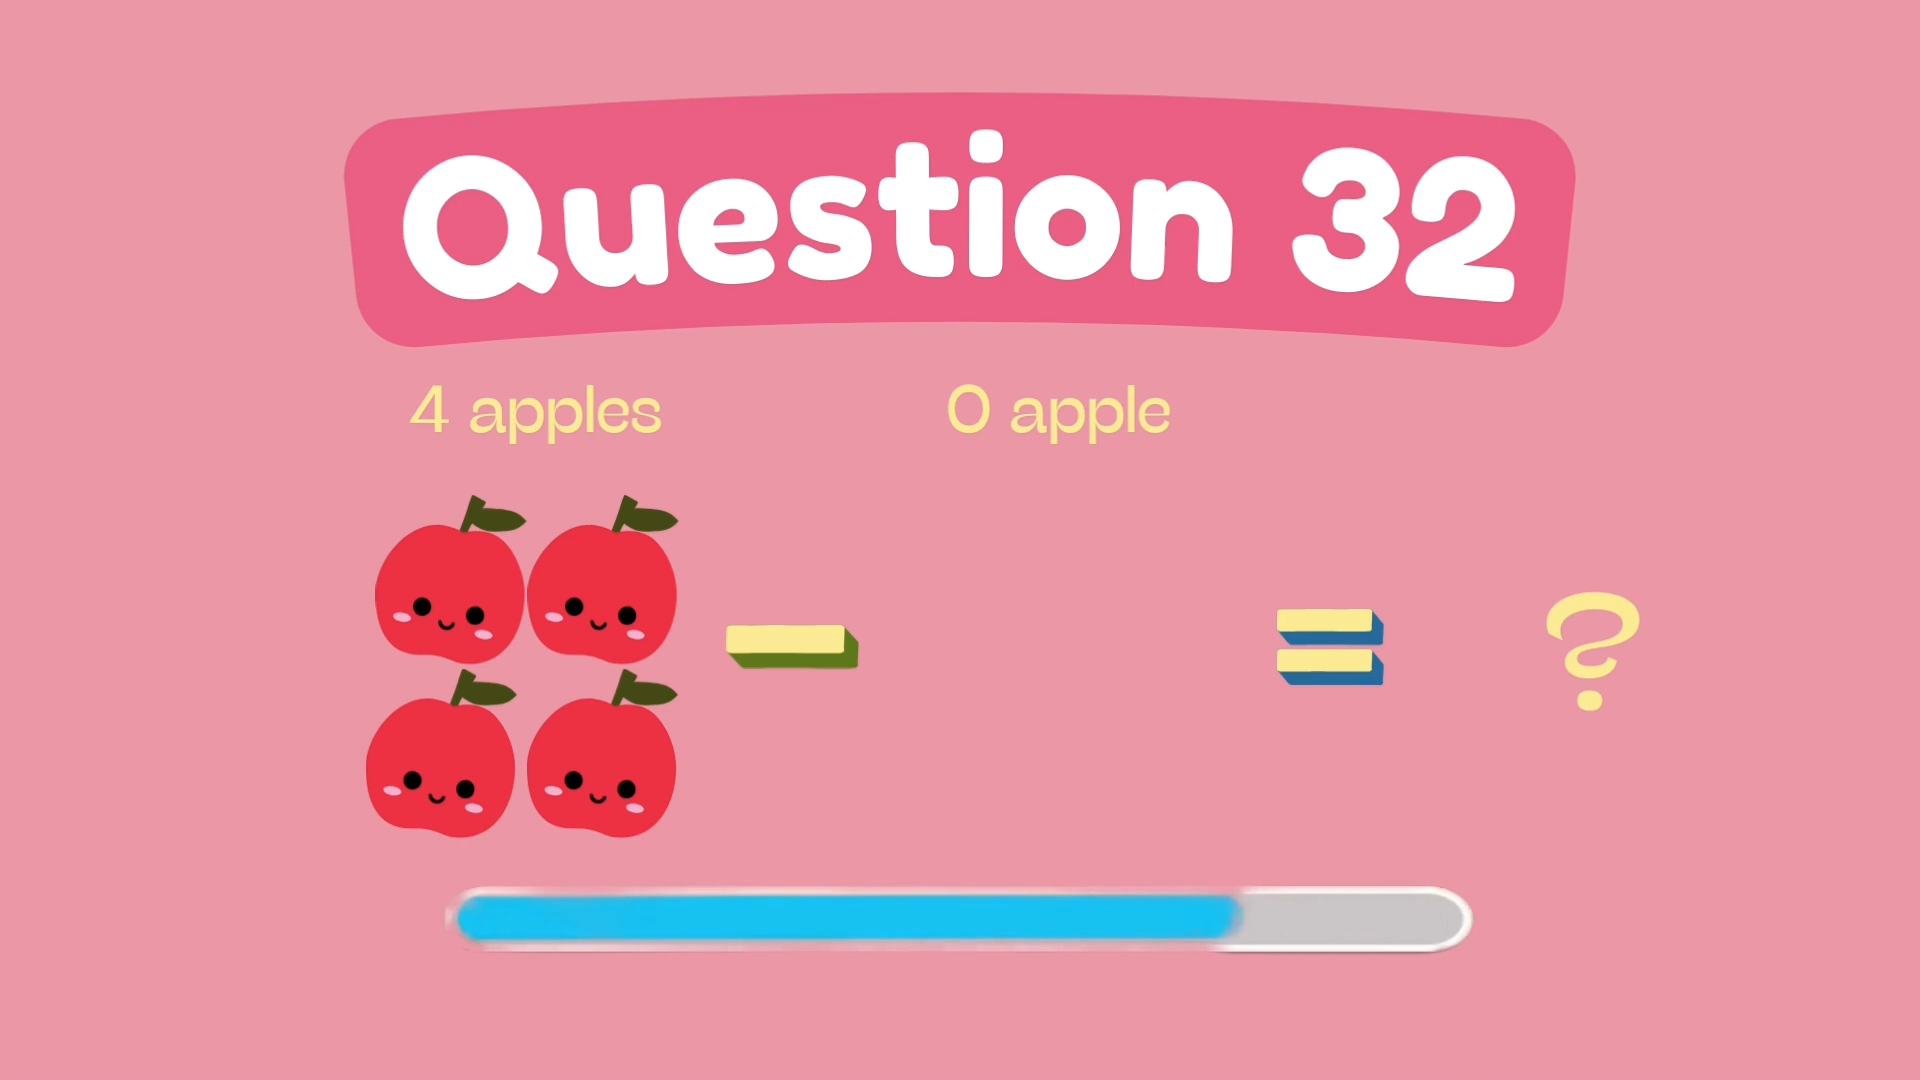 Question 32
4 apples
0 apple
— = ?